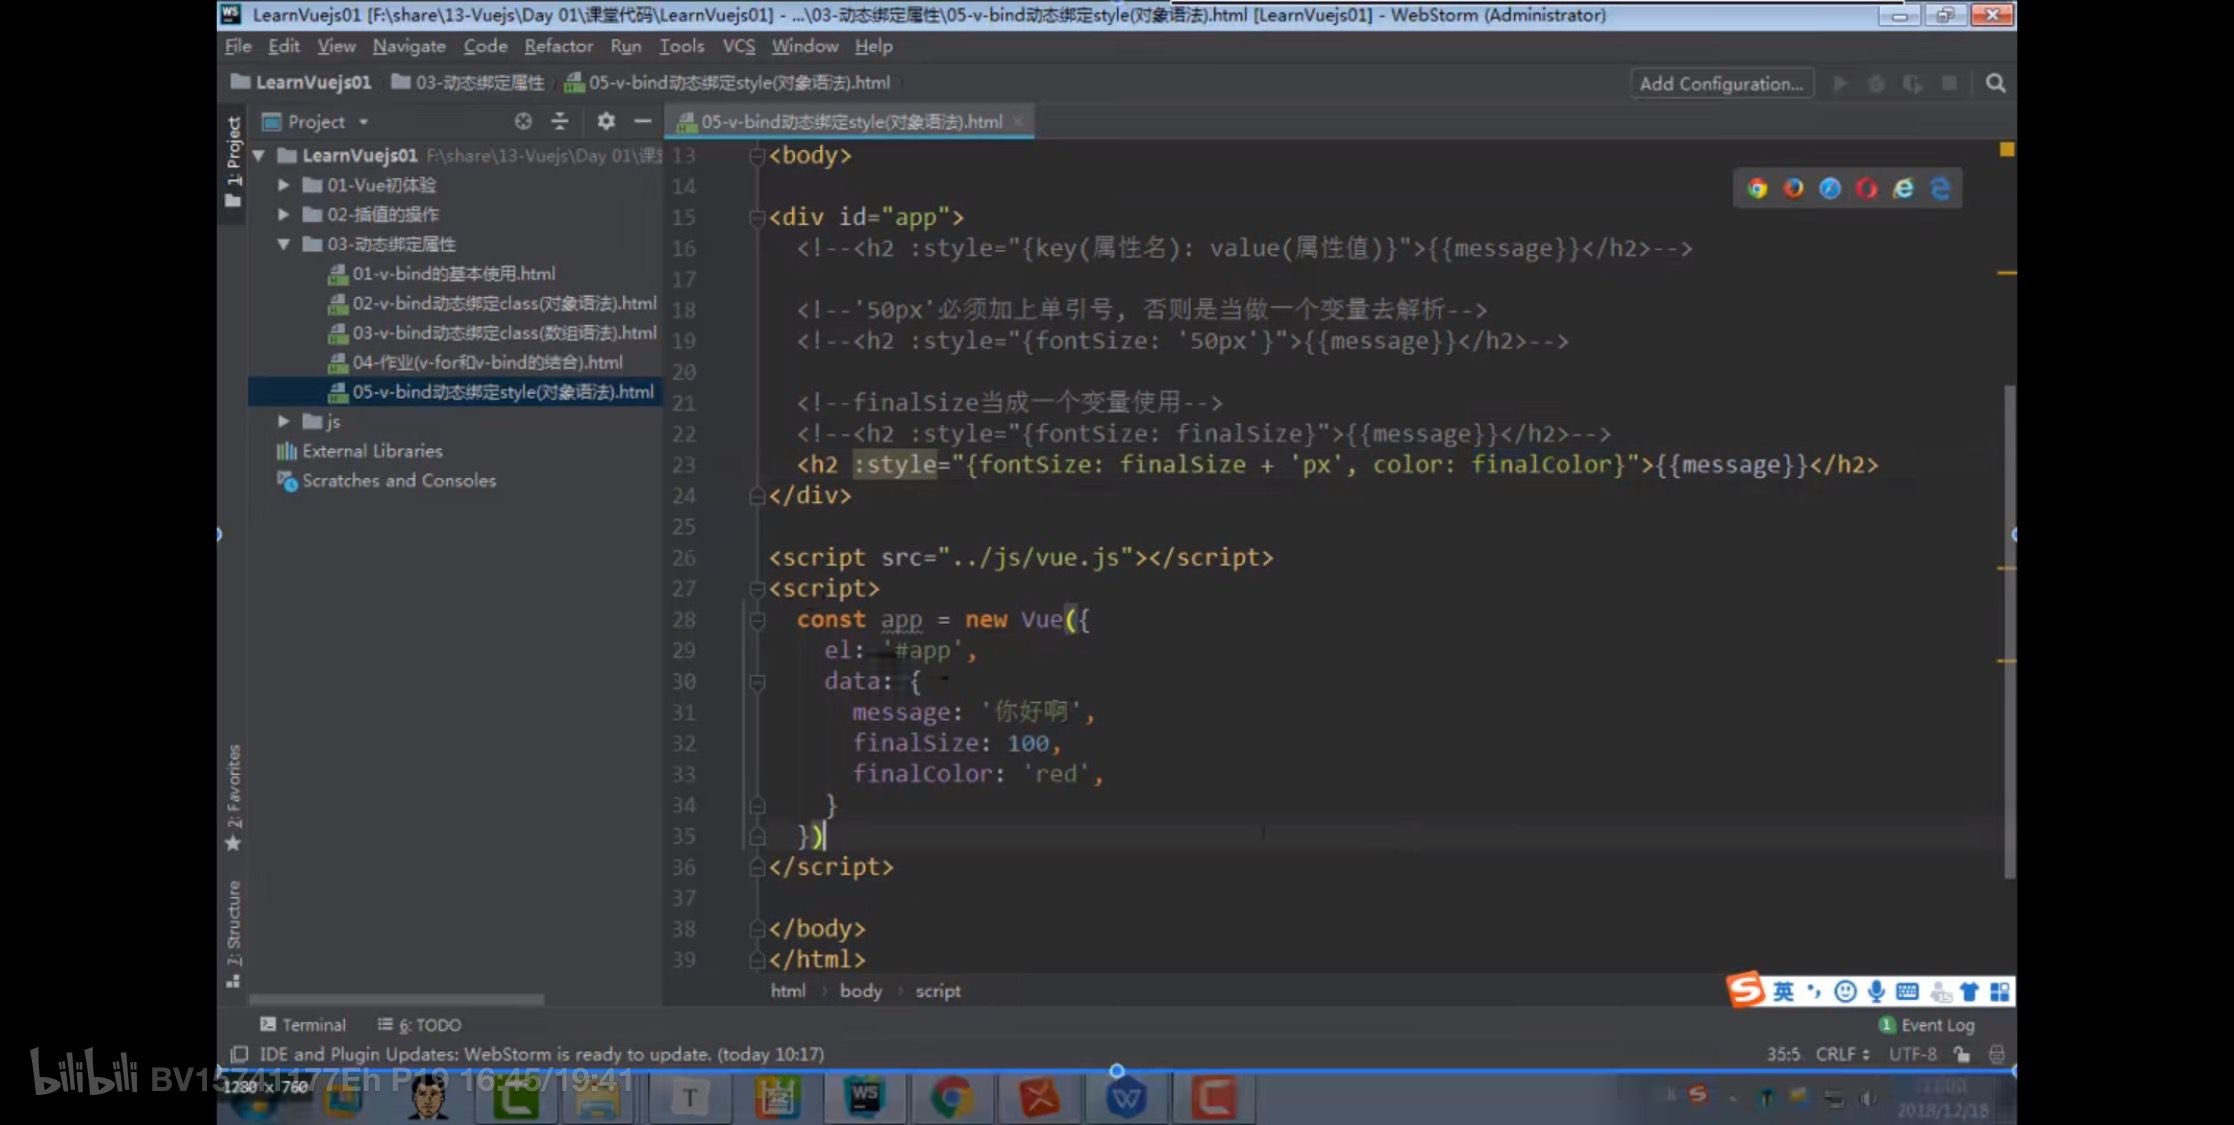 LearnVuejs01 [F:\share\13-Vuejs\Day 01\课堂代码\LearnVuejs01] - ...\03-动态绑定属性\05-v-bind动态绑定style(对象语法).html [LearnVuejs01] - WebStorm (Administrator)
File Edit View Navigate Code Refactor Run Tools VCS Window Help
LearnVuejs01 03-动态绑定属性 05-v-bind动态绑定style(对象语法).html Add Configuration...
1: Project
Project
LearnVuejs01 F:\share\13-Vuejs\Day 01\课
01-Vue初体验
02-插值的操作
03-动态绑定属性
01-v-bind的基本使用.html
02-v-bind动态绑定class(对象语法).html
03-v-bind动态绑定class(数组语法).html
04-作业(v-for和v-bind的结合).html
05-v-bind动态绑定style(对象语法).html
js
External Libraries
Scratches and Consoles
2: Favorites
7: Structure
05-v-bind动态绑定style(对象语法).html
13 <body>
14
15 <div id="app">
16 <!--<h2 :style="{key(属性名): value(属性值)}">{{message}}</h2>-->
17
18 <!--'50px'必须加上单引号, 否则是当做一个变量去解析-->
19 <!--<h2 :style="{fontSize: '50px'}">{{message}}</h2>-->
20
21 <!--finalSize当成一个变量使用-->
22 <!--<h2 :style="{fontSize: finalSize}">{{message}}</h2>-->
23 <h2 :style="{fontSize: finalSize + 'px', color: finalColor}">{{message}}</h2>
24 </div>
25
26 <script src="../js/vue.js"></script>
27 <script>
28 const app = new Vue({
29 el: '#app',
30 data: {
31 message: '你好啊',
32 finalSize: 100,
33 finalColor: 'red',
34 }
35 })
36 </script>
37
38 </body>
39 </html>
html body script
英
Terminal 6: TODO
1 Event Log
IDE and Plugin Updates: WebStorm is ready to update. (today 10:17)
35:5 CRLF UTF-8
bilibili BV15741177Eh P19 16:45/19:41
1280 x 760
T WS
2018/12/18